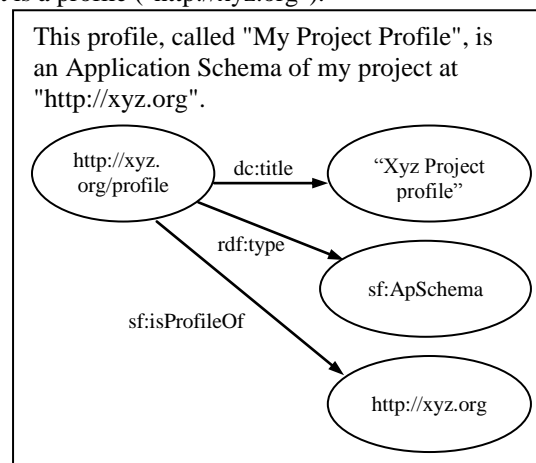 This profile, called "My Project Profile", is
an Application Schema of my project at
"http://xyz.org".
http://xyz.
org/profile
dc:title
“Xyz Project
profile”
rdf:type
sf:ApSchema
sf:isProfileOf
http://xyz.org